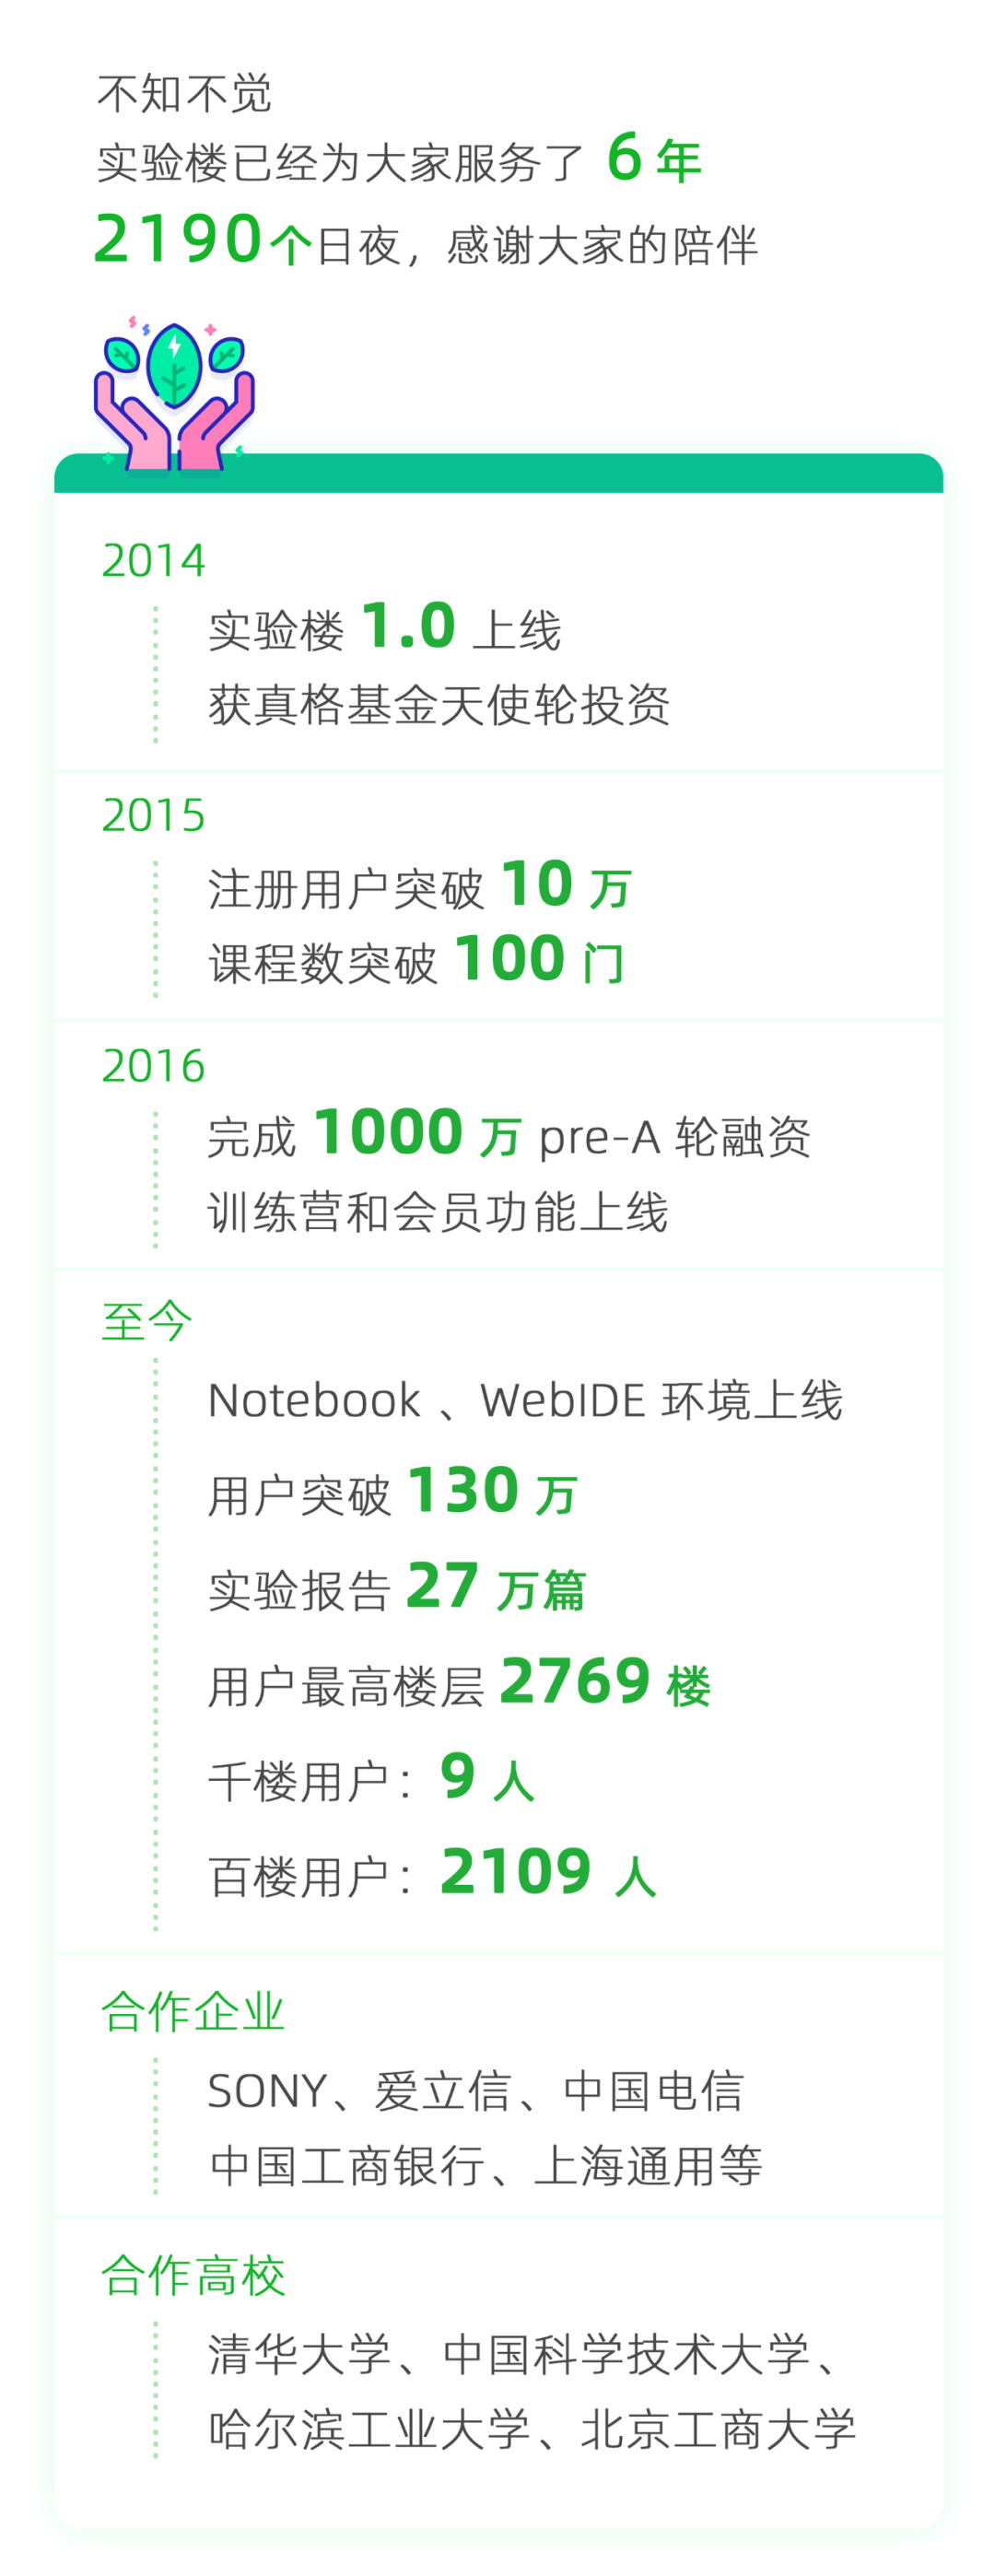 不知不觉
实验楼已经为大家服务了 6 年
2190个日夜，感谢大家的陪伴
2014
实验楼 1.0 上线
获真格基金天使轮投资
2015
注册用户突破 10 万
课程数突破 100 门
2016
完成 1000 万 pre-A 轮融资
训练营和会员功能上线
至今
Notebook 、WebIDE 环境上线
用户突破 130 万
实验报告 27 万篇
用户最高楼层 2769 楼
千楼用户：9 人
百楼用户：2109 人
合作企业
SONY、爱立信、中国电信
中国工商银行、上海通用等
合作高校
清华大学、中国科学技术大学、
哈尔滨工业大学、北京工商大学